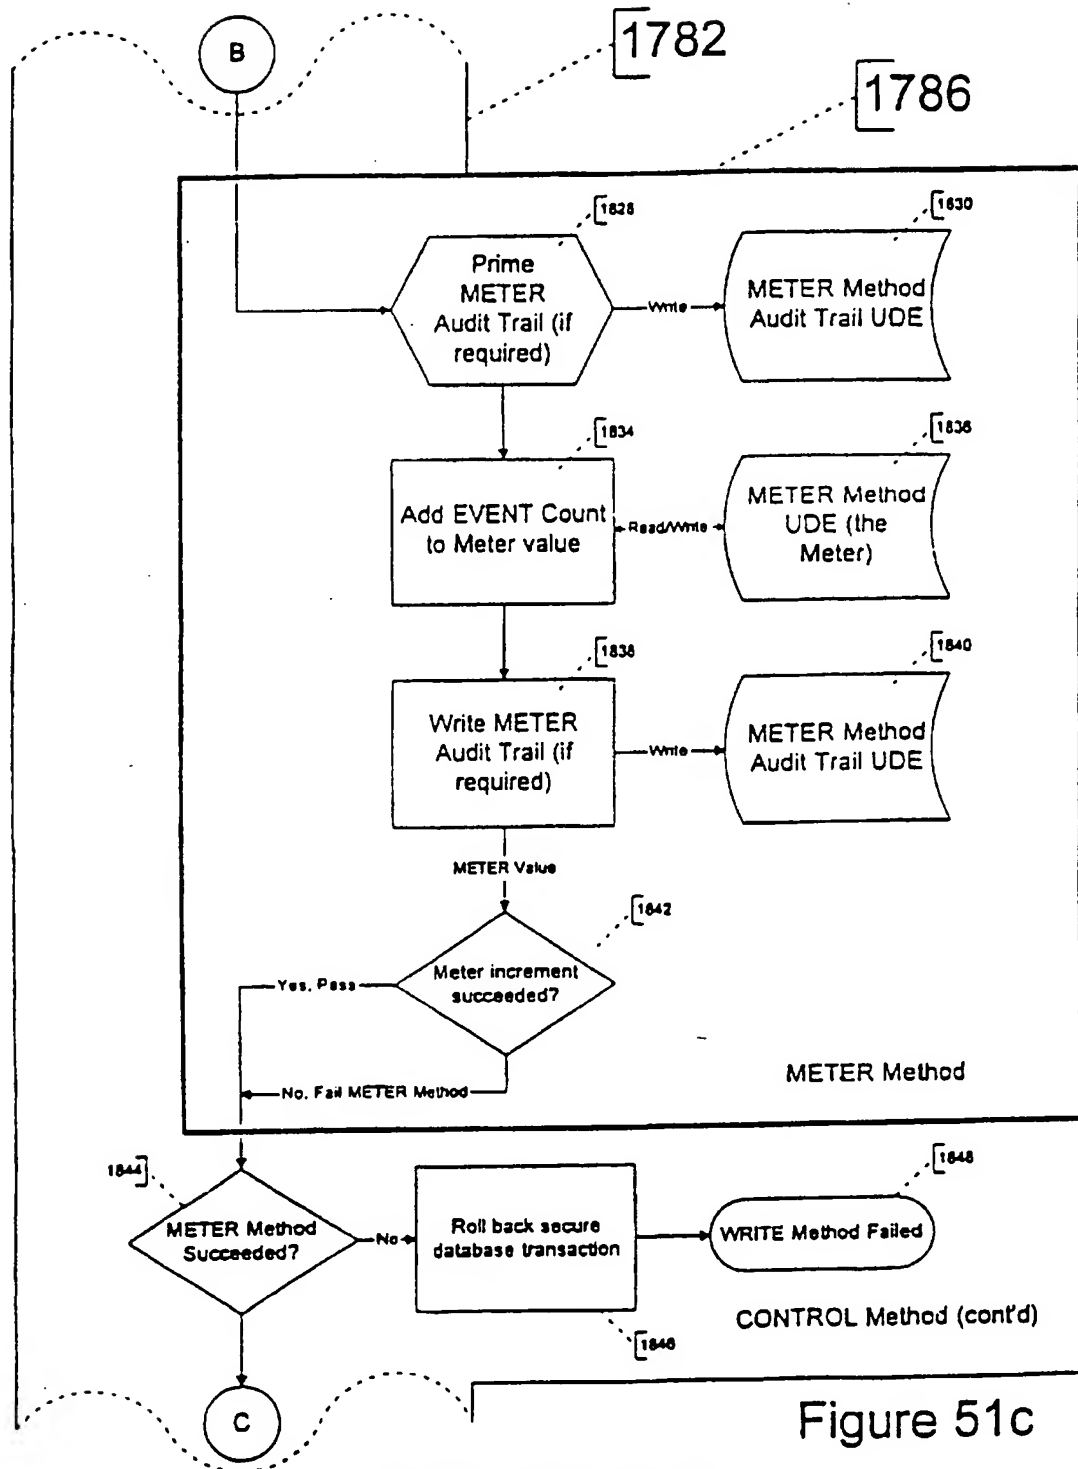 B
1782
1786
1828
1830
Prime
METER
Audit Trail (if
required)
Write
METER Method
Audit Trail UDE
1834
1836
Add EVENT Count
to Meter value
Read/Write
METER Method
UDE (the
Meter)
1838
1840
Write METER
Audit Trail (if
required)
Write
METER Method
Audit Trail UDE
METER Value
1842
Meter increment
succeeded?
Yes, Pass
No, Fail METER Method
METER Method
1844
1848
METER Method
Succeeded?
No
Roll back secure
database transaction
WRITE Method Failed
1846
CONTROL Method (cont'd)
C
Figure 51c